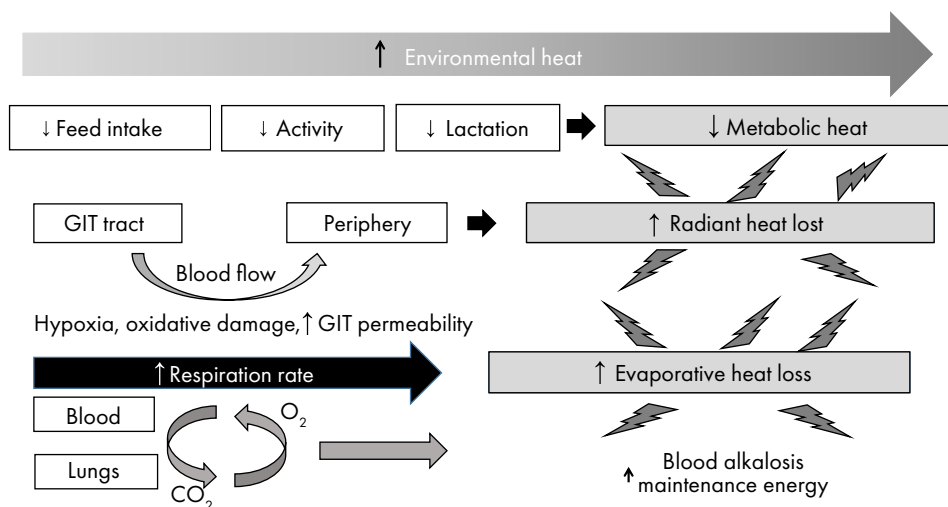 ↑ Environmental heat
↓ Feed intake
↓ Activity
↓ Lactation
↓ Metabolic heat
GIT tract
Periphery
↑ Radiant heat lost
Blood flow
Hypoxia, oxidative damage,↑ GIT permeability
↑ Respiration rate
↑ Evaporative heat loss
Blood
O₂
Lungs
CO₂
Blood alkalosis
↑ maintenance energy